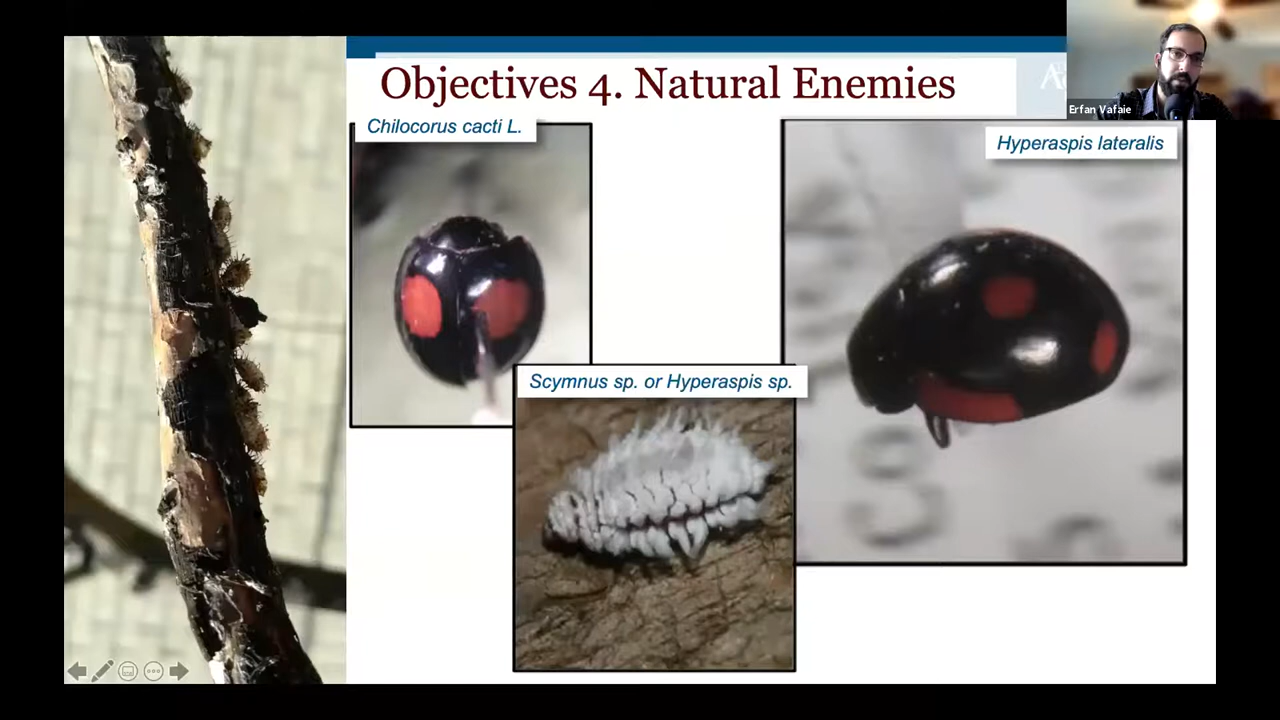 Objectives 4. Natural Enemies
Erfan Vafaie
Chilocorus cacti L.
Hyperaspis lateralis
Scymnus sp. or Hyperaspis sp.